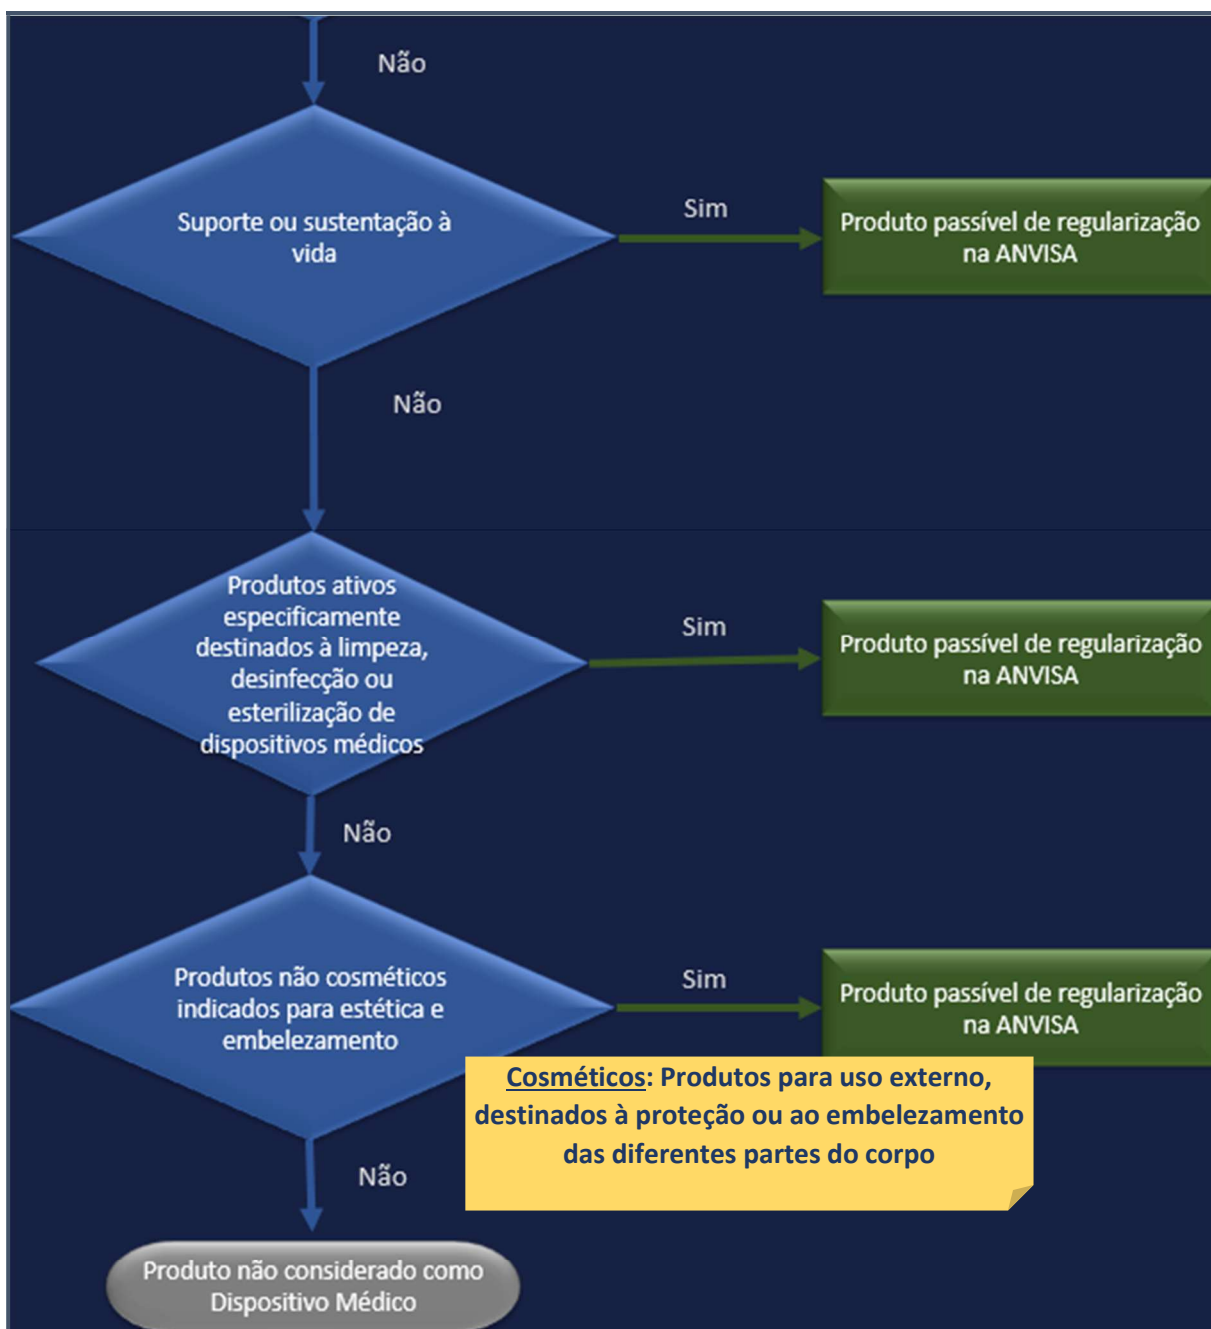 Não
Suporte ou sustentação à
vida
Sim
Produto passível de regularização
na ANVISA
Não
Produtos ativos
especificamente
destinados à limpeza,
desinfecção ou
esterilização de
dispositivos médicos
Sim
Produto passível de regularização
na ANVISA
Não
Produtos não cosméticos
indicados para estética e
embelezamento
Sim
Produto passível de regularização
na ANVISA
Cosméticos: Produtos para uso externo,
destinados à proteção ou ao embelezamento
das diferentes partes do corpo
Não
Produto não considerado como
Dispositivo Médico